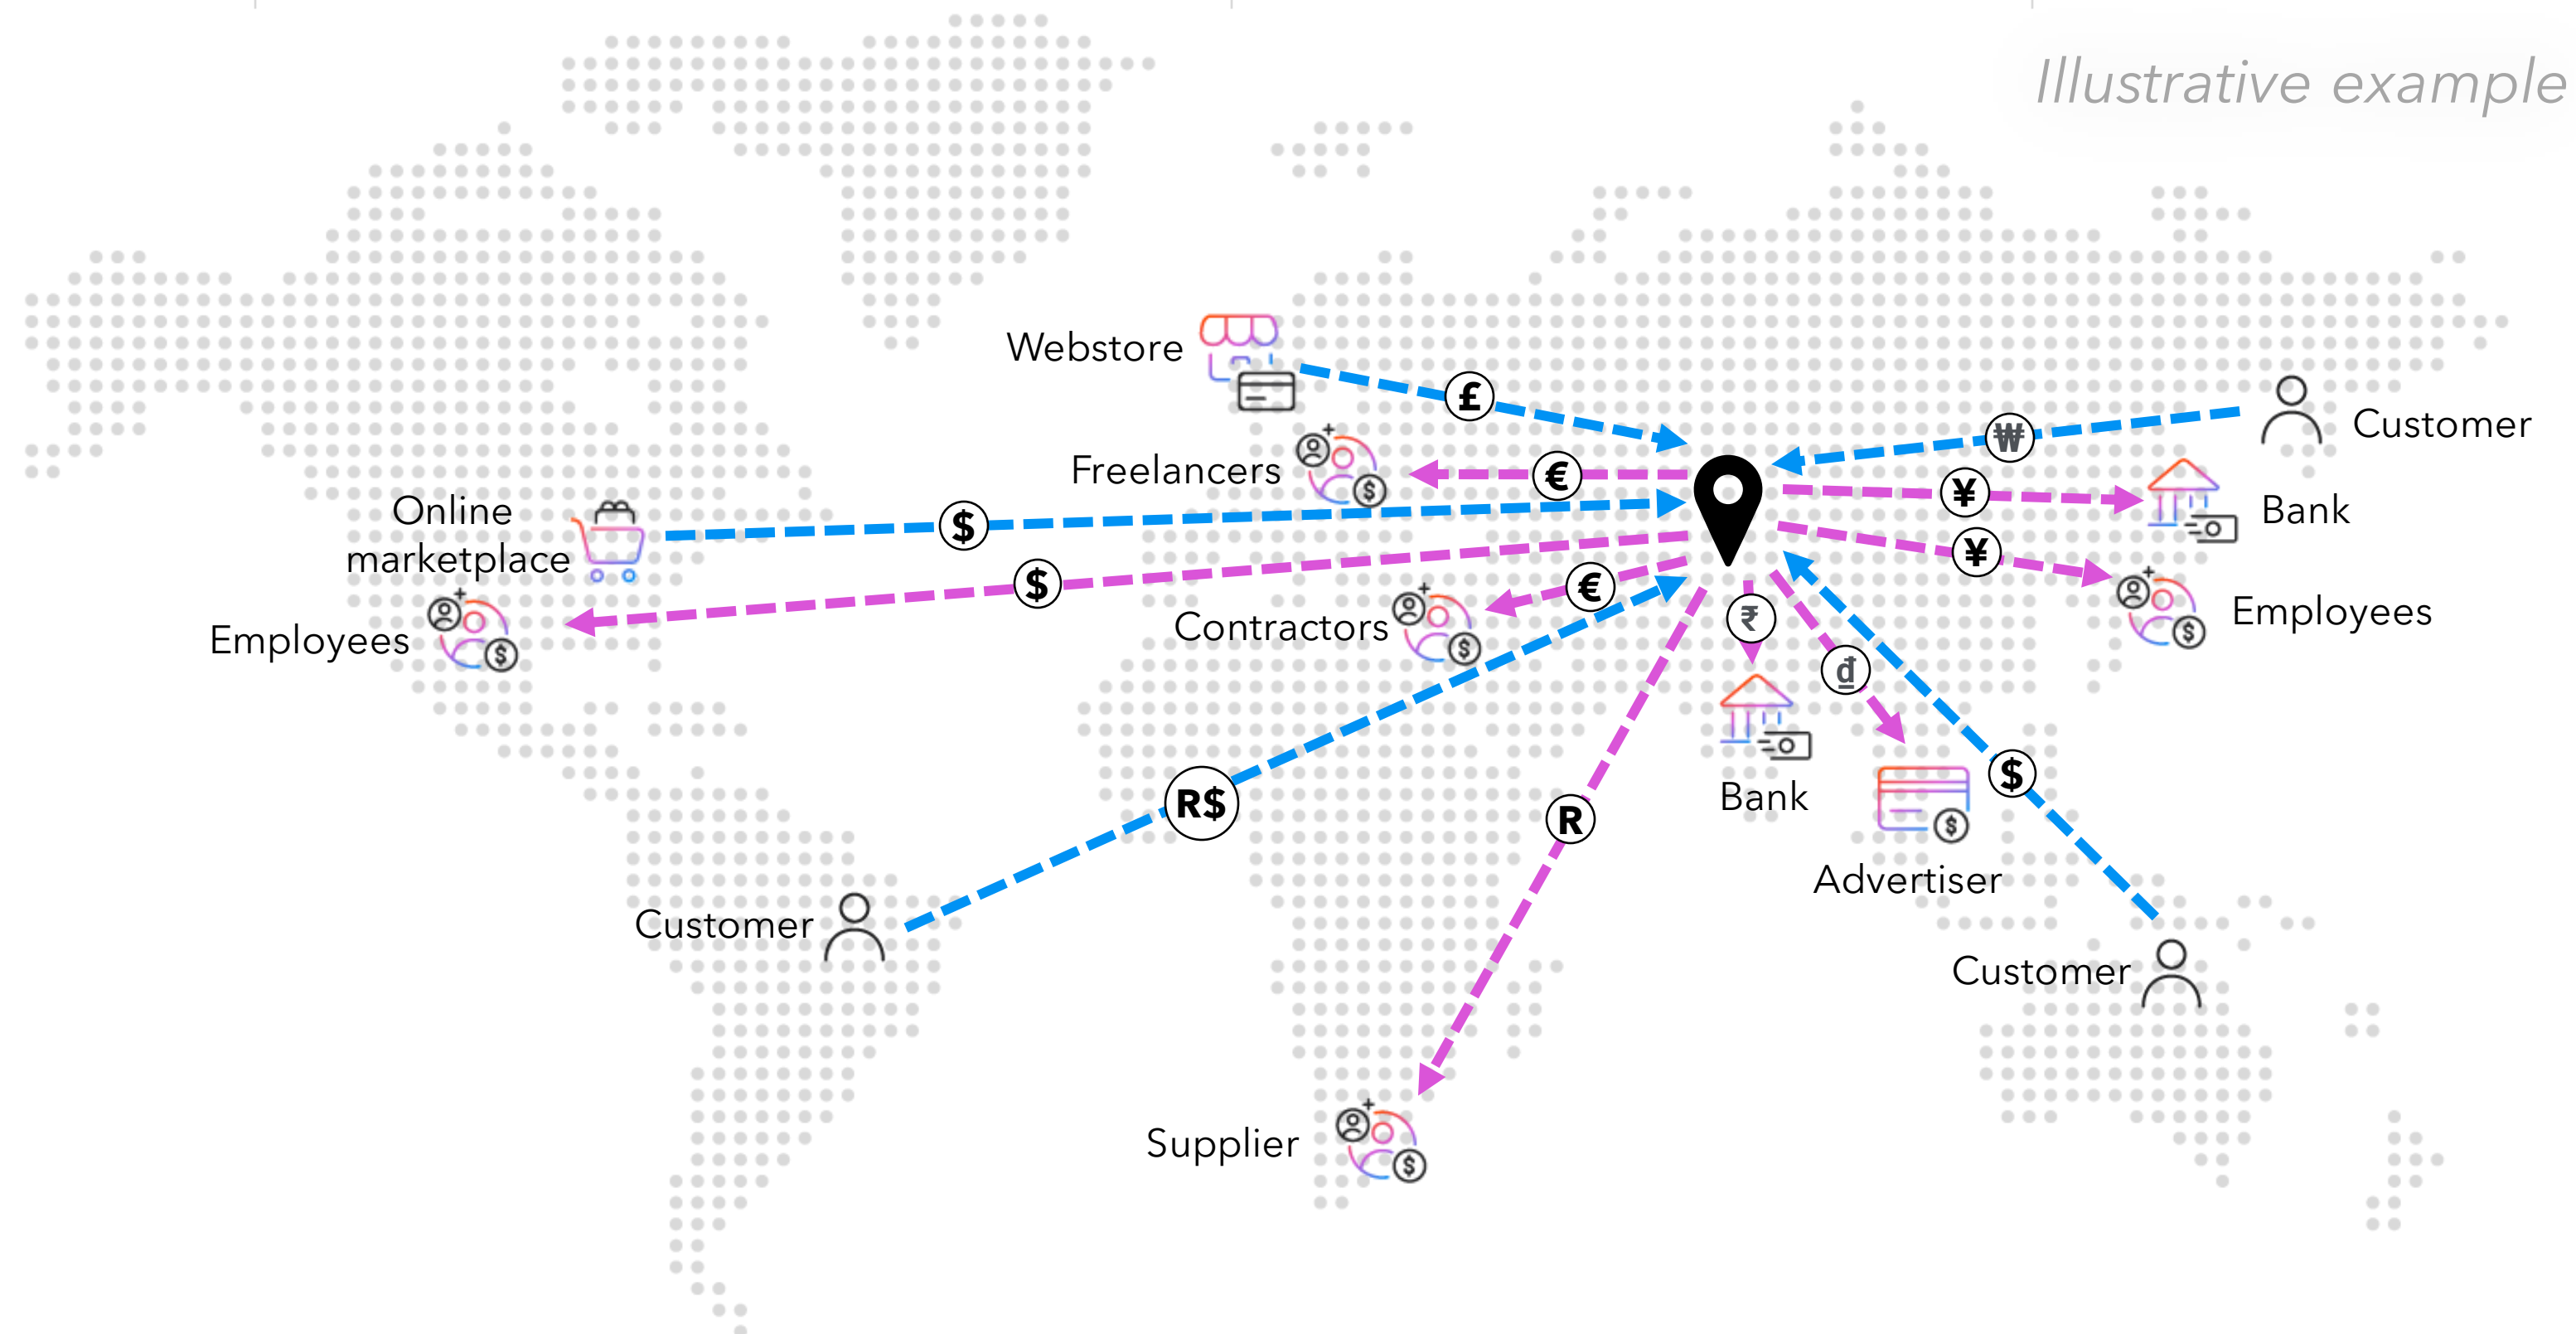 Illustrative example
Webstore
£
Customer
₩
Freelancers
€
¥
Bank
Online
marketplace
$
¥
Employees
$
Employees
Contractors
€
₹
₫
Bank
$
R$
R
Advertiser
Customer
Customer
Supplier